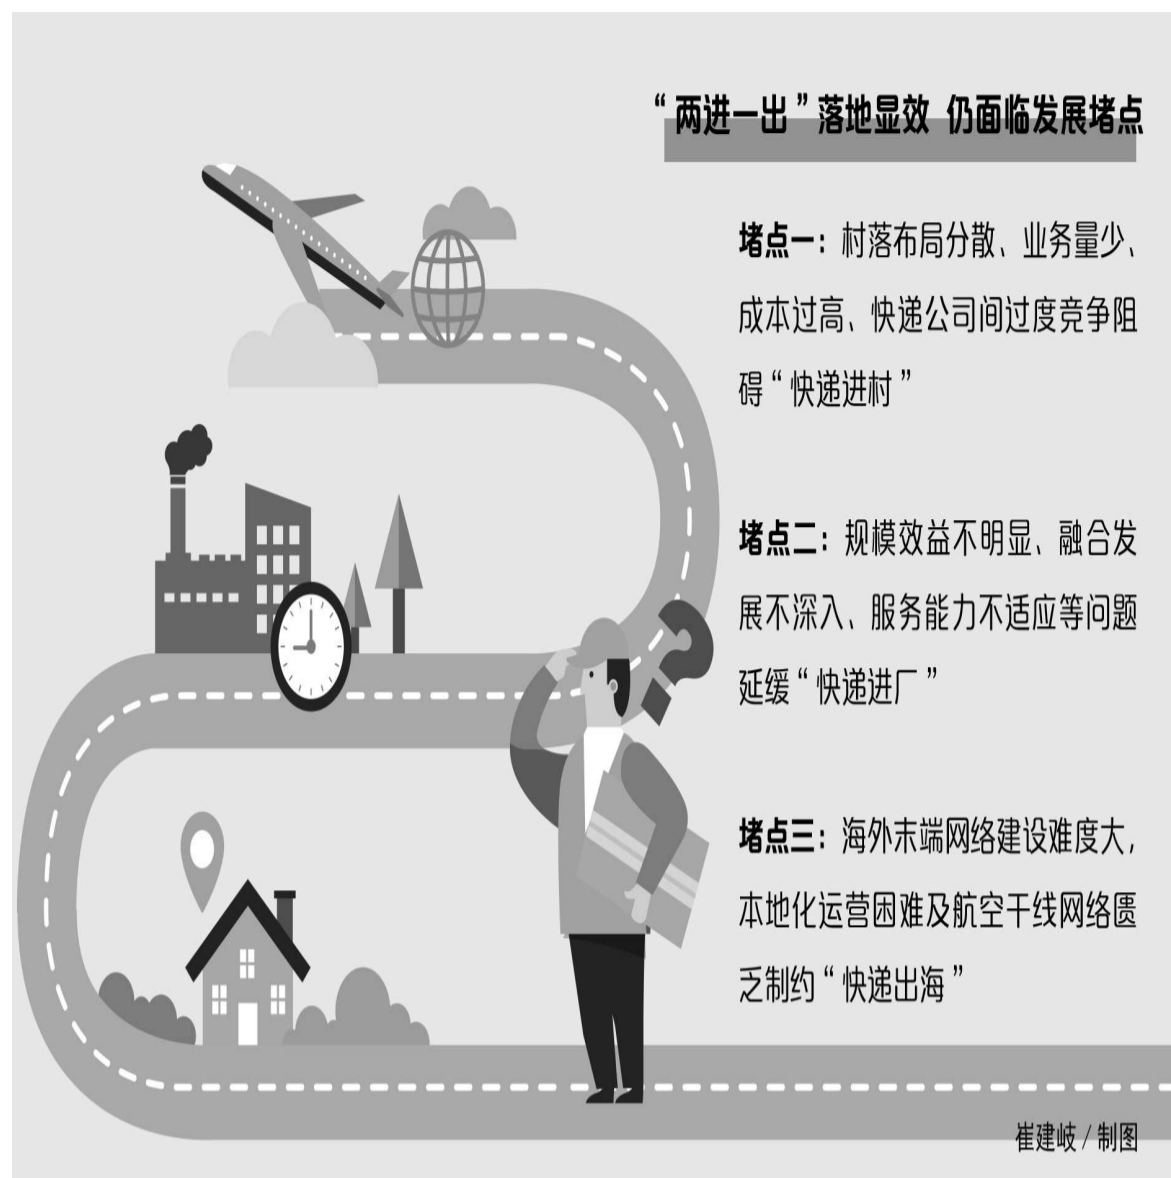 “两进一出”落地显效 仍面临发展堵点
堵点一：村落布局分散、业务量少、
成本过高、快递公司间过度竞争阻
碍“快递进村”
堵点二：规模效益不明显、融合发
展不深入、服务能力不适应等问题
延缓“快递进厂”
堵点三：海外末端网络建设难度大，
本地化运营困难及航空干线网络匮
乏制约“快递出海”
崔建岐/制图